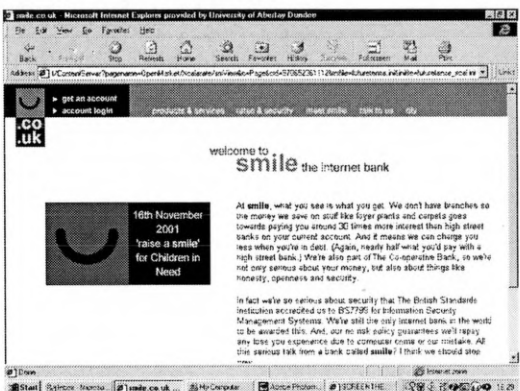 smile.co.uk - Microsoft Internet Explorer provided by University of Abertay Dundee
File Edit View Go Favorites Help
Back Stop Refresh Home Search Favorites History Fullscreen Mail Print
Address Links
get an account
account login
products & services rates & security meet smile talk to us diy
.co
.uk
welcome to
smile the internet bank
16th November
2001
'raise a smile'
for Children in
Need
At smile, what you see is what you get. We don't have branches so
the money we save on stuff like foyer plants and carpets goes
towards paying you around 30 times more interest than high street
banks on your current account. And it means we can charge you
less when you're in debt. (Again, nearly half what you'd pay with a
high street bank.) We're also part of The Co-operative Bank, so we're
not only serious about your money, but also about things like
honesty, openness and security.
In fact we're so serious about security that The British Standards
Institution accredited us to BS7799 for Information Security
Management Systems. We're still the only internet bank in the world
to be awarded this. And, our no risk policy guarantees we'll repay
any loss you experience due to computer crime or our mistake. All
this serious talk from a bank called smile? I think we should stop
now
Done Internet zone
Start smile.co.uk ... My Computer